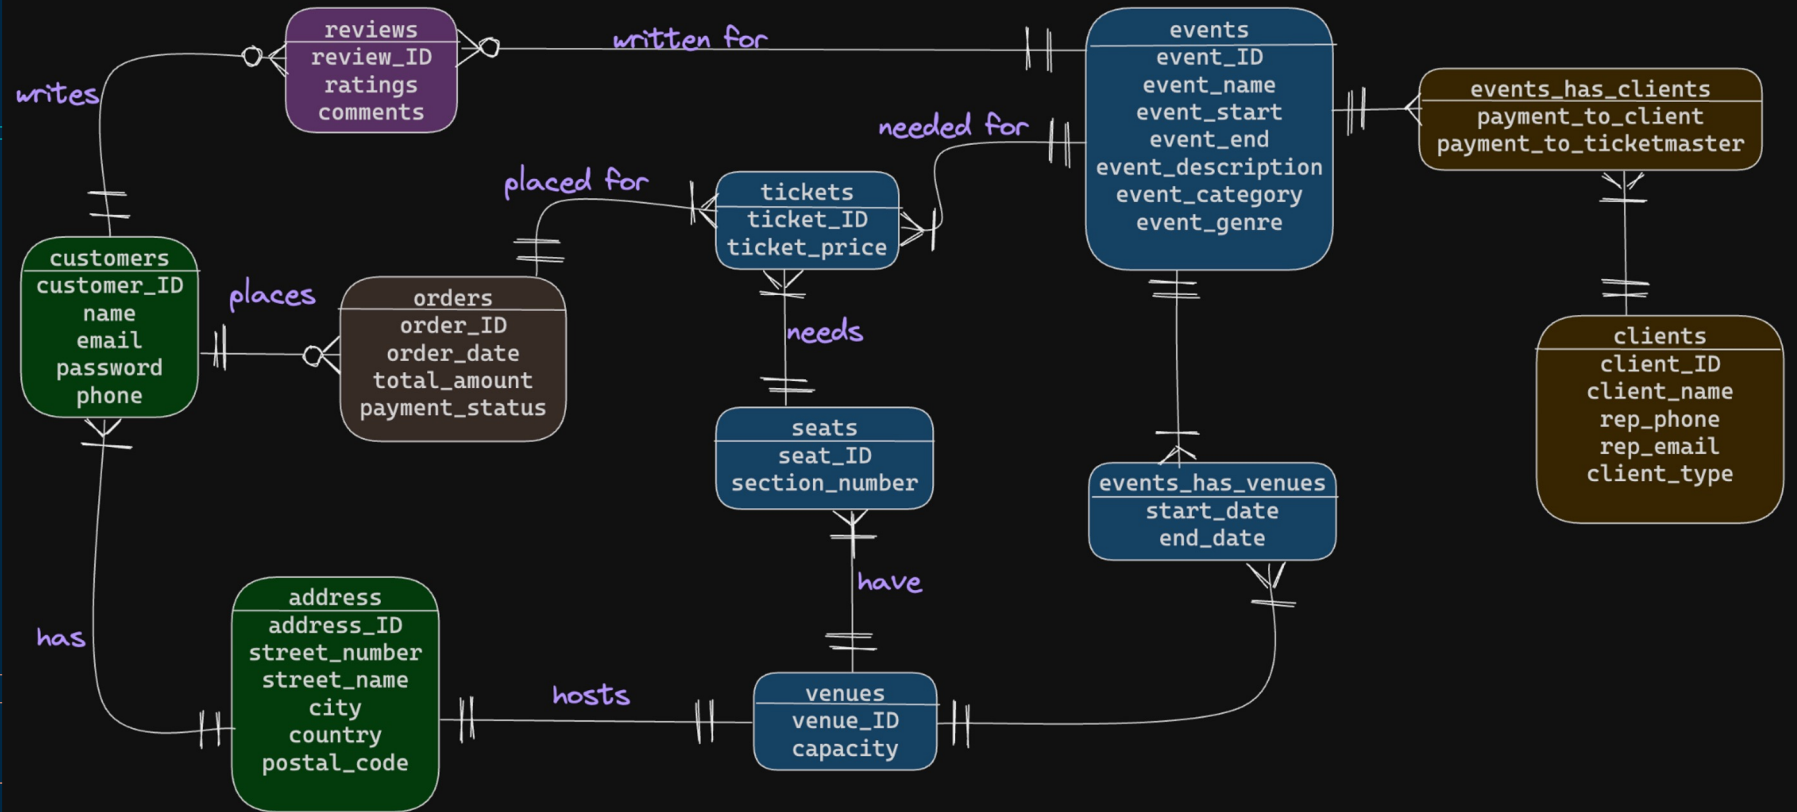 reviews
review_ID
ratings
comments
written for
events
event_ID
event_name
event_start
event_end
event_description
event_category
event_genre
events_has_clients
payment_to_client
payment_to_ticketmaster
writes
needed for
placed for
tickets
ticket_ID
ticket_price
customers
customer_ID
name
email
password
phone
places
orders
order_ID
order_date
total_amount
payment_status
needs
clients
client_ID
client_name
rep_phone
rep_email
client_type
seats
seat_ID
section_number
events_has_venues
start_date
end_date
have
has
address
address_ID
street_number
street_name
city
country
postal_code
hosts
venues
venue_ID
capacity